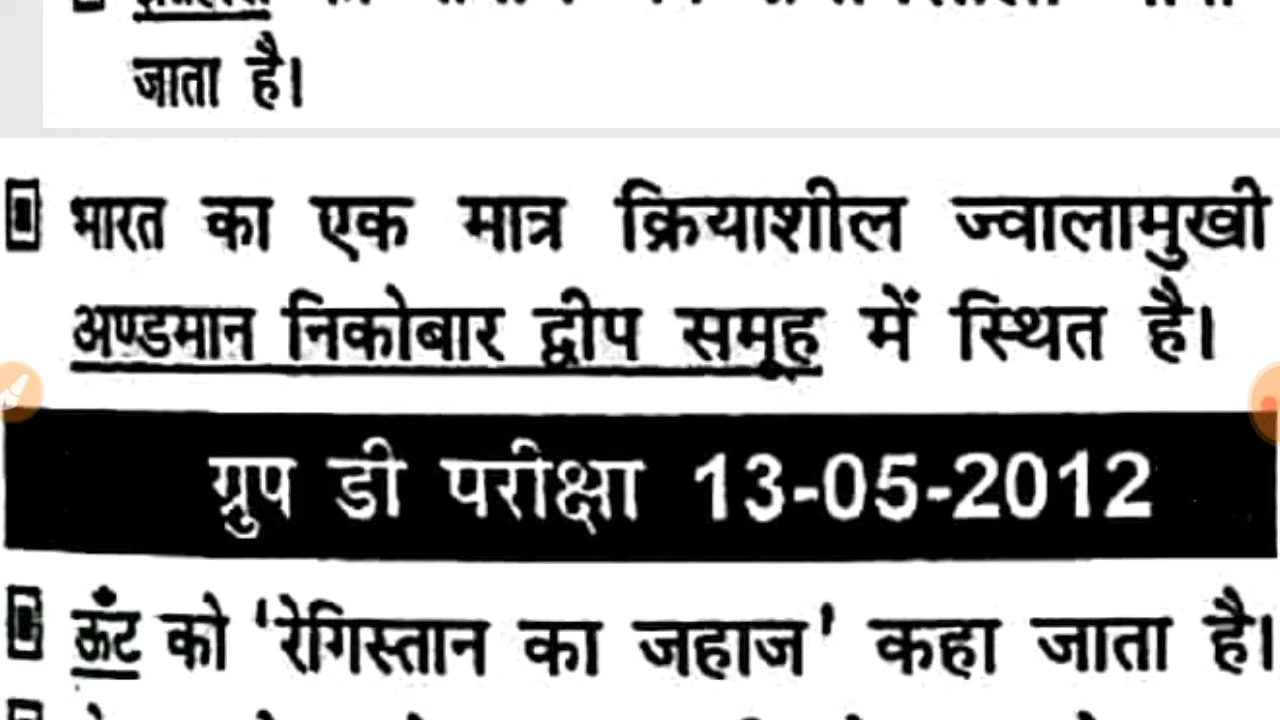 जाता है।
भारत का एक मात्र क्रियाशील ज्वालामुखी
अण्डमान निकोबार द्वीप समूह में स्थित है।
ग्रुप डी परीक्षा 13-05-2012
ऊँट को 'रेगिस्तान का जहाज' कहा जाता है।